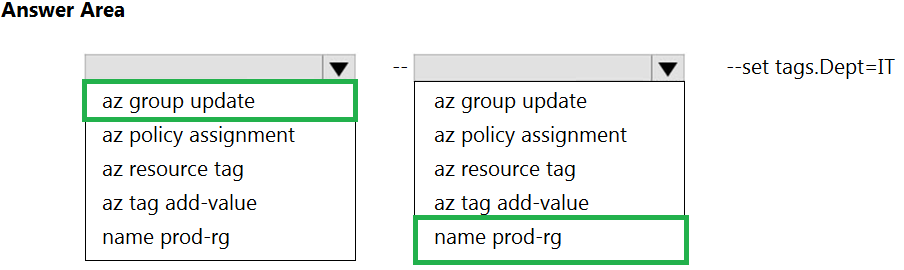 Answer Area
-- --set tags.Dept=IT
az group update az group update
az policy assignment az policy assignment
az resource tag az resource tag
az tag add-value az tag add-value
name prod-rg name prod-rg